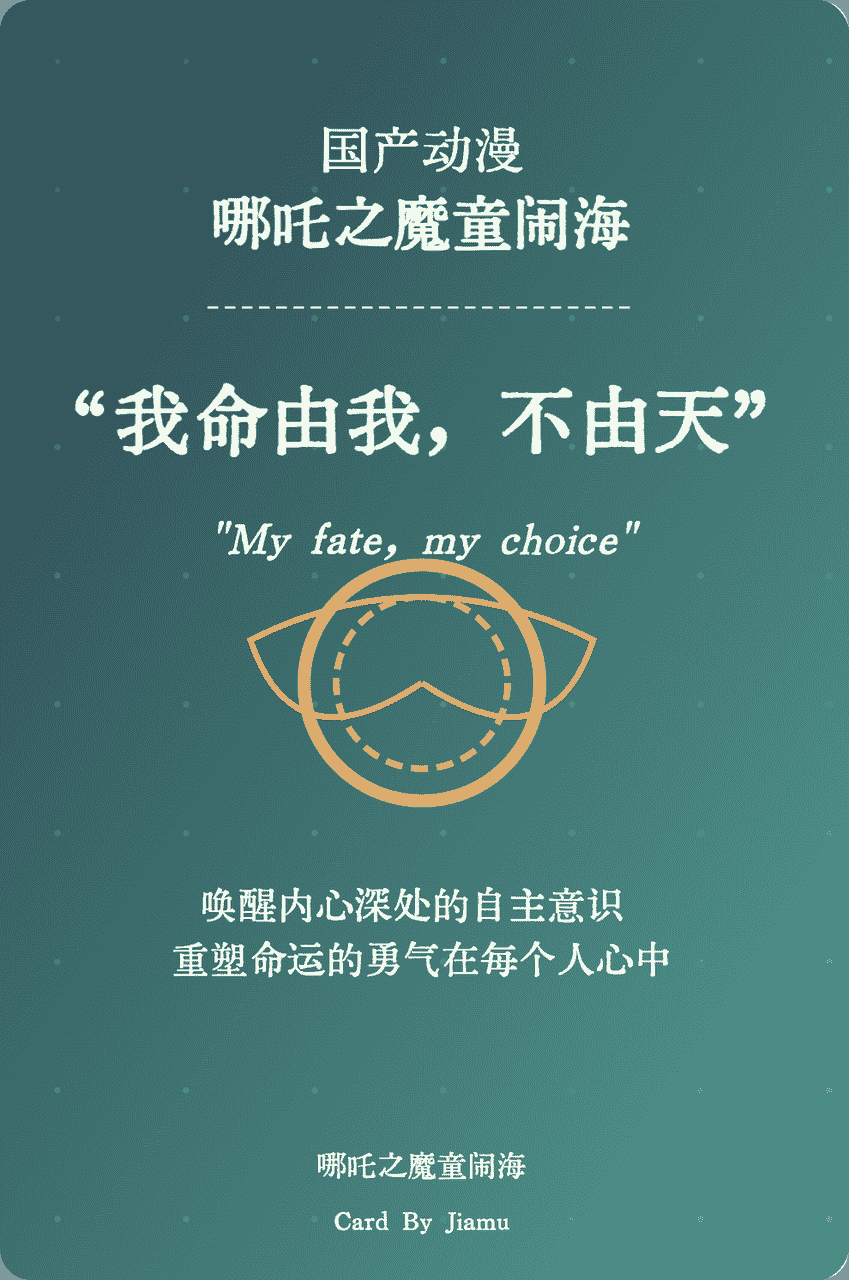 国产动漫
哪吒之魔童闹海
“我命由我，不由天”
"My fate, my choice"
唤醒内心深处的自主意识
重塑命运的勇气在每个人心中
哪吒之魔童闹海
Card By Jiamu